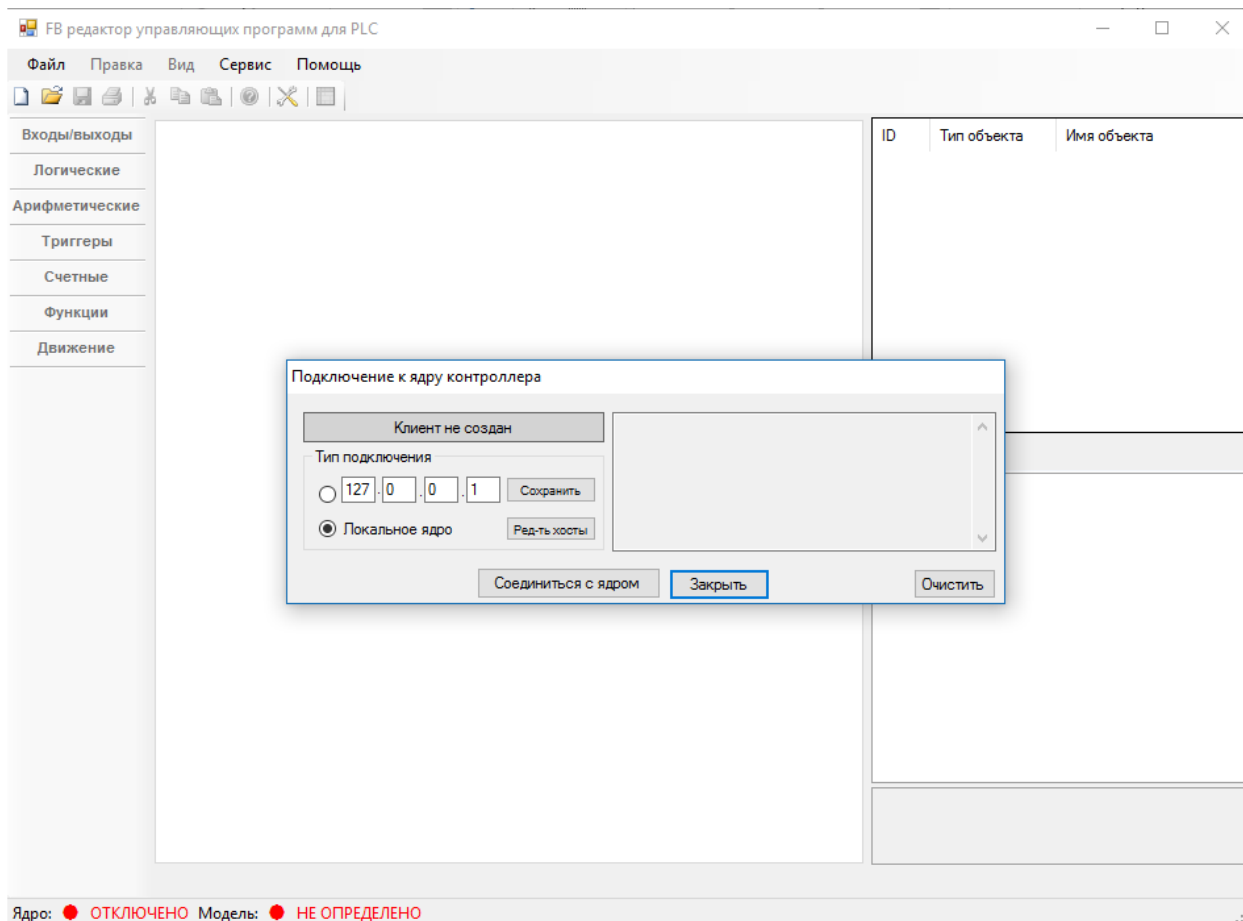 FB редактор управляющих программ для PLC
Файл Правка Вид Сервис Помощь
Входы/выходы
Логические
Арифметические
Триггеры
Счетные
Функции
Движение
ID Тип объекта Имя объекта
Подключение к ядру контроллера
Клиент не создан
Тип подключения
127 . 0 . 0 . 1 Сохранить
Локальное ядро Ред-ть хосты
Соединиться с ядром Закрыть Очистить
Ядро: ОТКЛЮЧЕНО Модель: НЕ ОПРЕДЕЛЕНО